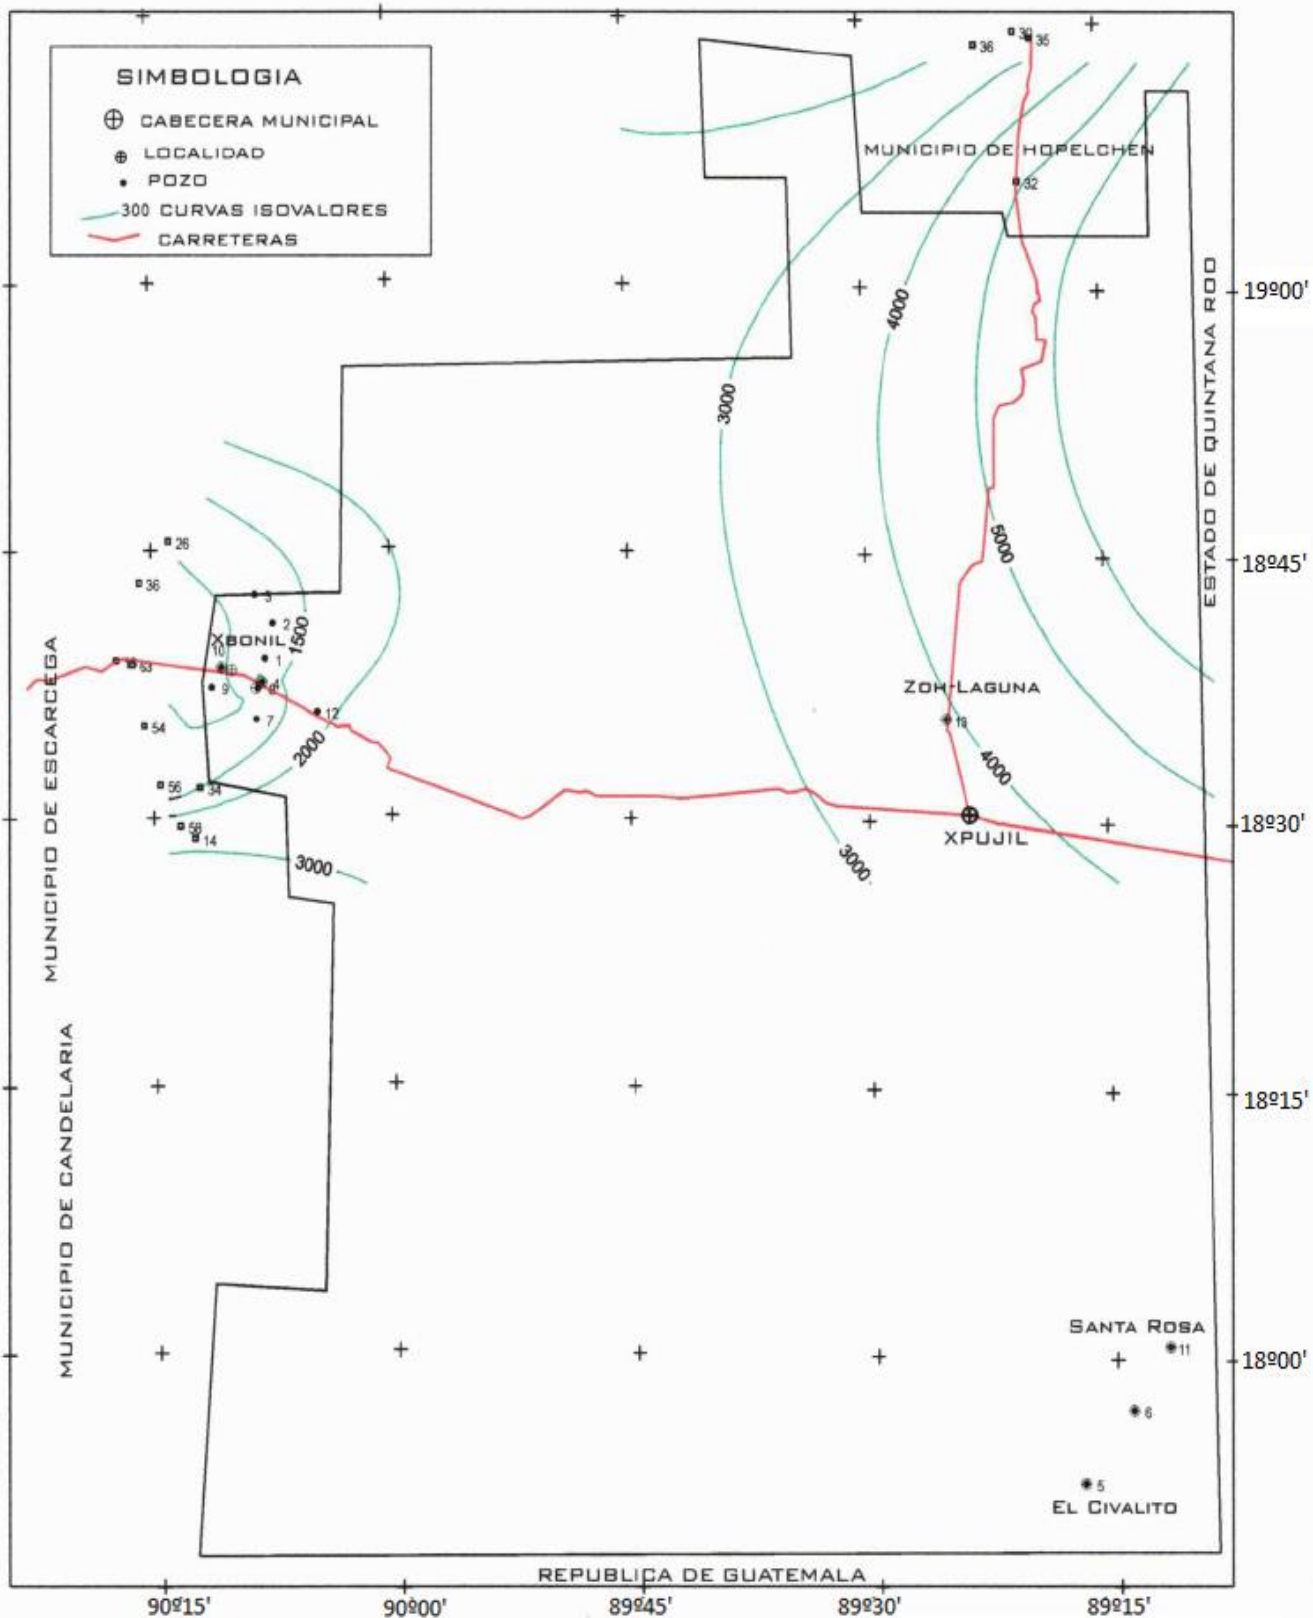 SIMBOLOGIA
CABECERA MUNICIPAL
LOCALIDAD
POZO
300 CURVAS ISOVALORES
CARRETERAS
36
30
35
MUNICIPIO DE HOPELCHEN
32
ESTADO DE QUINTANA ROO
19º00'
4000
3000
5000
18º45'
26
36
3
2
XBONIL
1500
10
1
63
4
9
12
7
54
2000
56
34
58
14
3000
ZOH-LAGUNA
4000
XPUJIL
3000
18º30'
MUNICIPIO DE ESCARCEGA
MUNICIPIO DE CANDELARIA
18º15'
SANTA ROSA
11
18º00'
6
5
EL CIVALITO
REPUBLICA DE GUATEMALA
90º15'
90º00'
89º45'
89º30'
89º15'